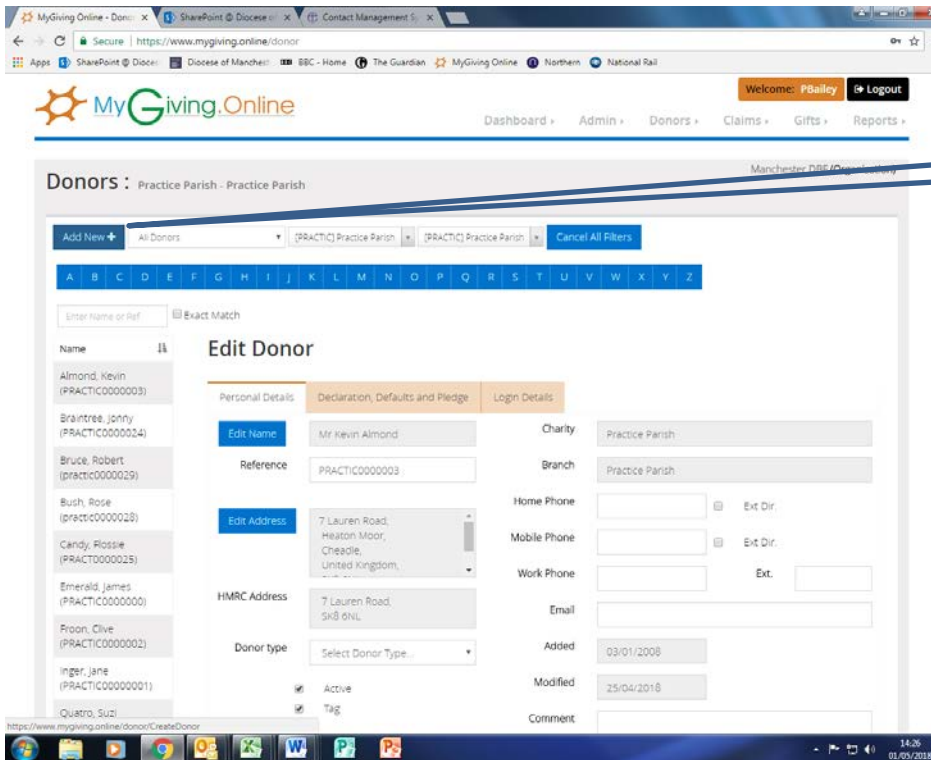 MyGiving Online - Dono
SharePoint @ Diocese of
Contact Management Sy
Secure | https://www.mygiving.online/donor
Apps SharePoint @ Dioces Diocese of Manchest BBC - Home The Guardian MyGiving Online Northern National Rail
MyGiving.Online
Welcome: PBailey Logout
Dashboard Admin Donors Claims Gifts Reports
Donors : Practice Parish - Practice Parish
Manchester DBF
Add New All Donors [PRACTIC] Practice Parish [PRACTIC] Practice Parish Cancel All Filters
A B C D E F G H I J K L M N O P Q R S T U V W X Y Z
Enter Name or Ref Exact Match
Name
Edit Donor
Almond, Kevin
(PRACTIC0000003)
Braintree, Jonny
(PRACTIC0000024)
Bruce, Robert
(practic0000029)
Bush, Rose
(practic0000028)
Candy, Flossie
(PRACT0000025)
Emerald, James
(PRACTIC0000000)
Froon, Clive
(PRACTIC0000002)
Inger, Jane
(PRACTIC00000001)
Quatro, Suzi
Personal Details Declaration, Defaults and Pledge Login Details
Edit Name Mr Kevin Almond
Reference PRACTIC0000003
Edit Address 7 Lauren Road,
Heaton Moor,
Cheadle,
United Kingdom,
HMRC Address 7 Lauren Road,
SK8 6NL
Donor type Select Donor Type...
Active
Tag
Charity Practice Parish
Branch Practice Parish
Home Phone Ext Dir.
Mobile Phone Ext Dir.
Work Phone Ext.
Email
Added 03/01/2008
Modified 25/04/2018
Comment
https://www.mygiving.online/donor/CreateDonor
14:26
01/05/2018